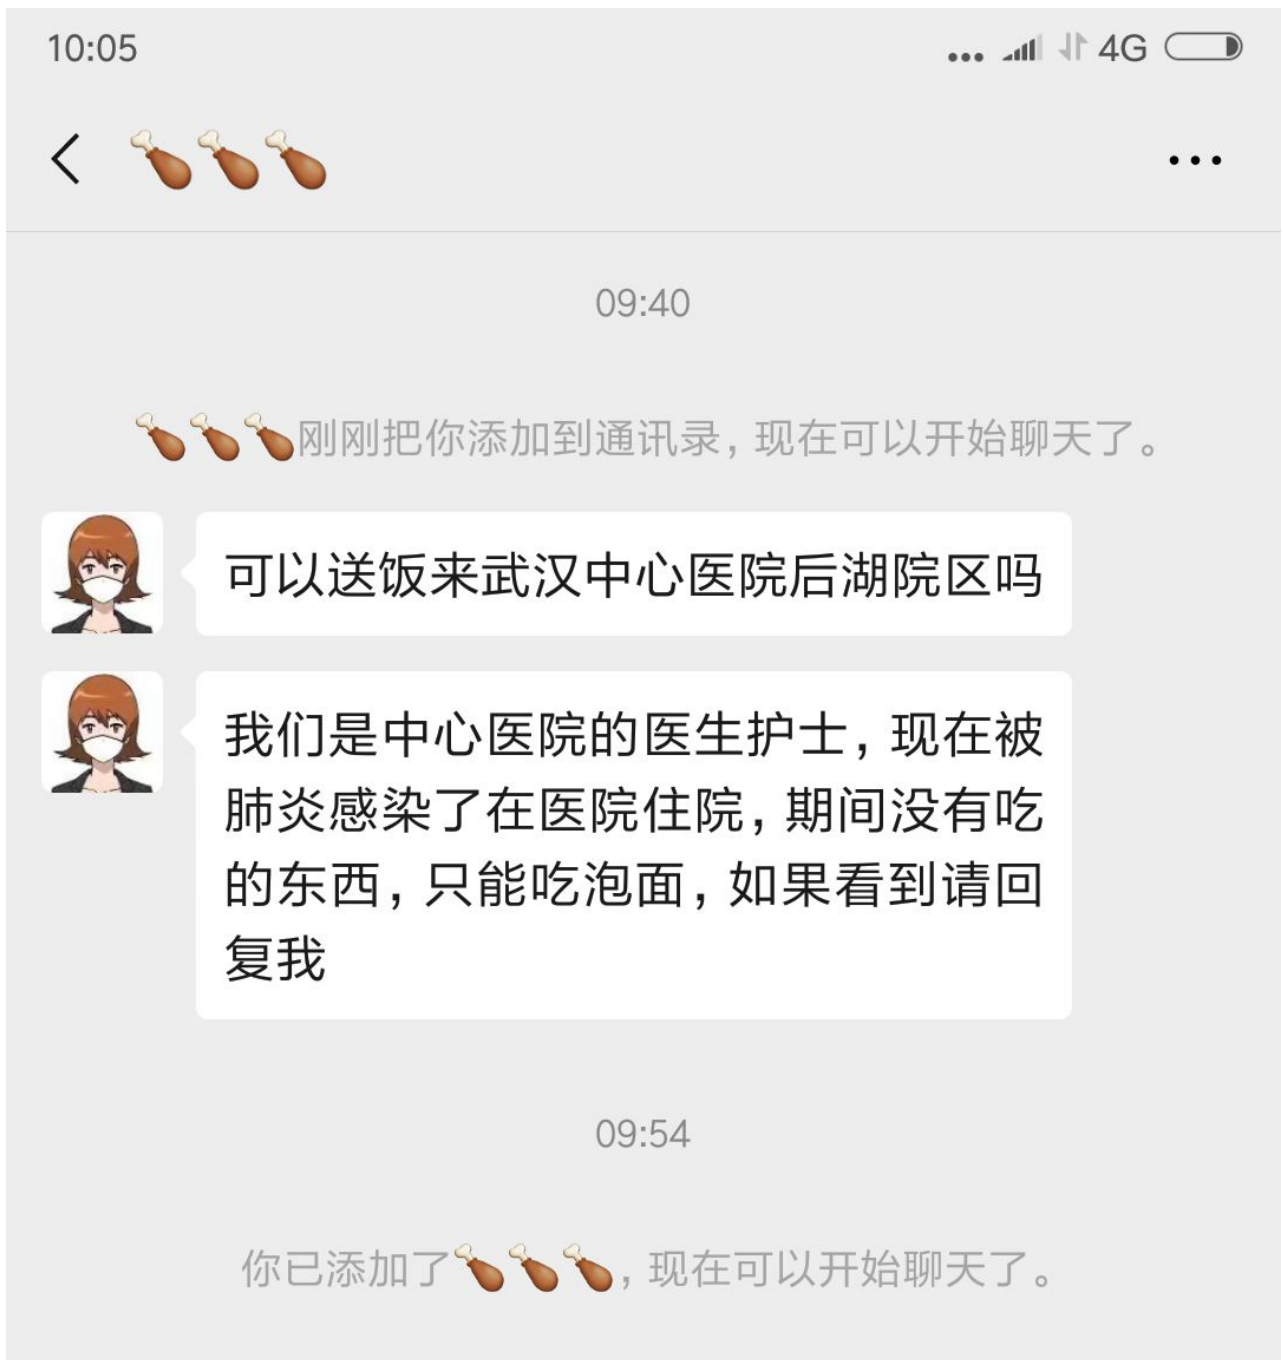 10:05
4G
🍗🍗🍗
09:40
🍗🍗🍗刚刚把你添加到通讯录,现在可以开始聊天了。
可以送饭来武汉中心医院后湖院区吗
我们是中心医院的医生护士,现在被
肺炎感染了在医院住院,期间没有吃
的东西,只能吃泡面,如果看到请回
复我
09:54
你已添加了🍗🍗🍗,现在可以开始聊天了。